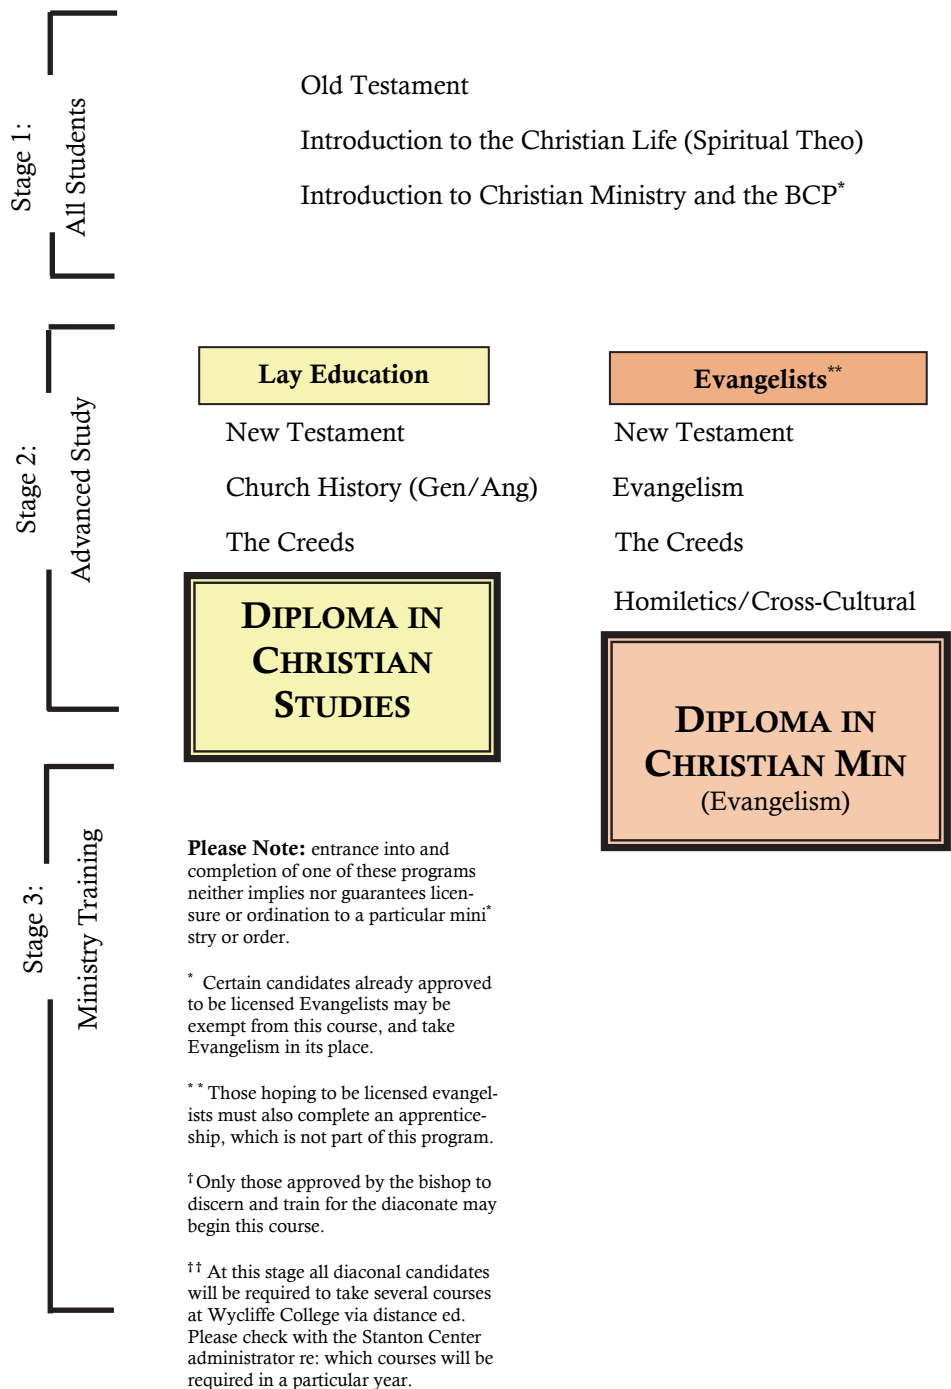 Stage 1:
All Students
Old Testament
Introduction to the Christian Life (Spiritual Theo)
Introduction to Christian Ministry and the BCP*
Stage 2:
Advanced Study
Lay Education
New Testament
Church History (Gen/Ang)
The Creeds
DIPLOMA IN
CHRISTIAN
STUDIES
Evangelists**
New Testament
Evangelism
The Creeds
Homiletics/Cross-Cultural
DIPLOMA IN
CHRISTIAN MIN
(Evangelism)
Stage 3:
Ministry Training
Please Note: entrance into and
completion of one of these programs
neither implies nor guarantees licen-
sure or ordination to a particular mini*
stry or order.
* Certain candidates already approved
to be licensed Evangelists may be
exempt from this course, and take
Evangelism in its place.
** Those hoping to be licensed evangel-
ists must also complete an apprentice-
ship, which is not part of this program.
†Only those approved by the bishop to
discern and train for the diaconate may
begin this course.
†† At this stage all diaconal candidates
will be required to take several courses
at Wycliffe College via distance ed.
Please check with the Stanton Center
administrator re: which courses will be
required in a particular year.